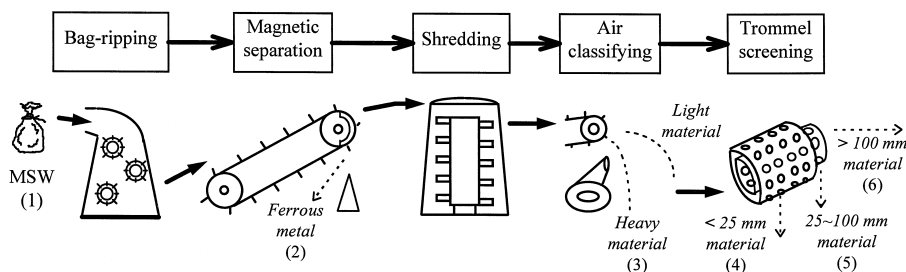 Bag-ripping
Magnetic
separation
Shredding
Air
classifying
Trommel
screening
MSW
(1)
Ferrous
metal
(2)
Light
material
Heavy
material
(3)
< 25 mm
material
(4)
25~100 mm
material
(5)
> 100 mm
material
(6)